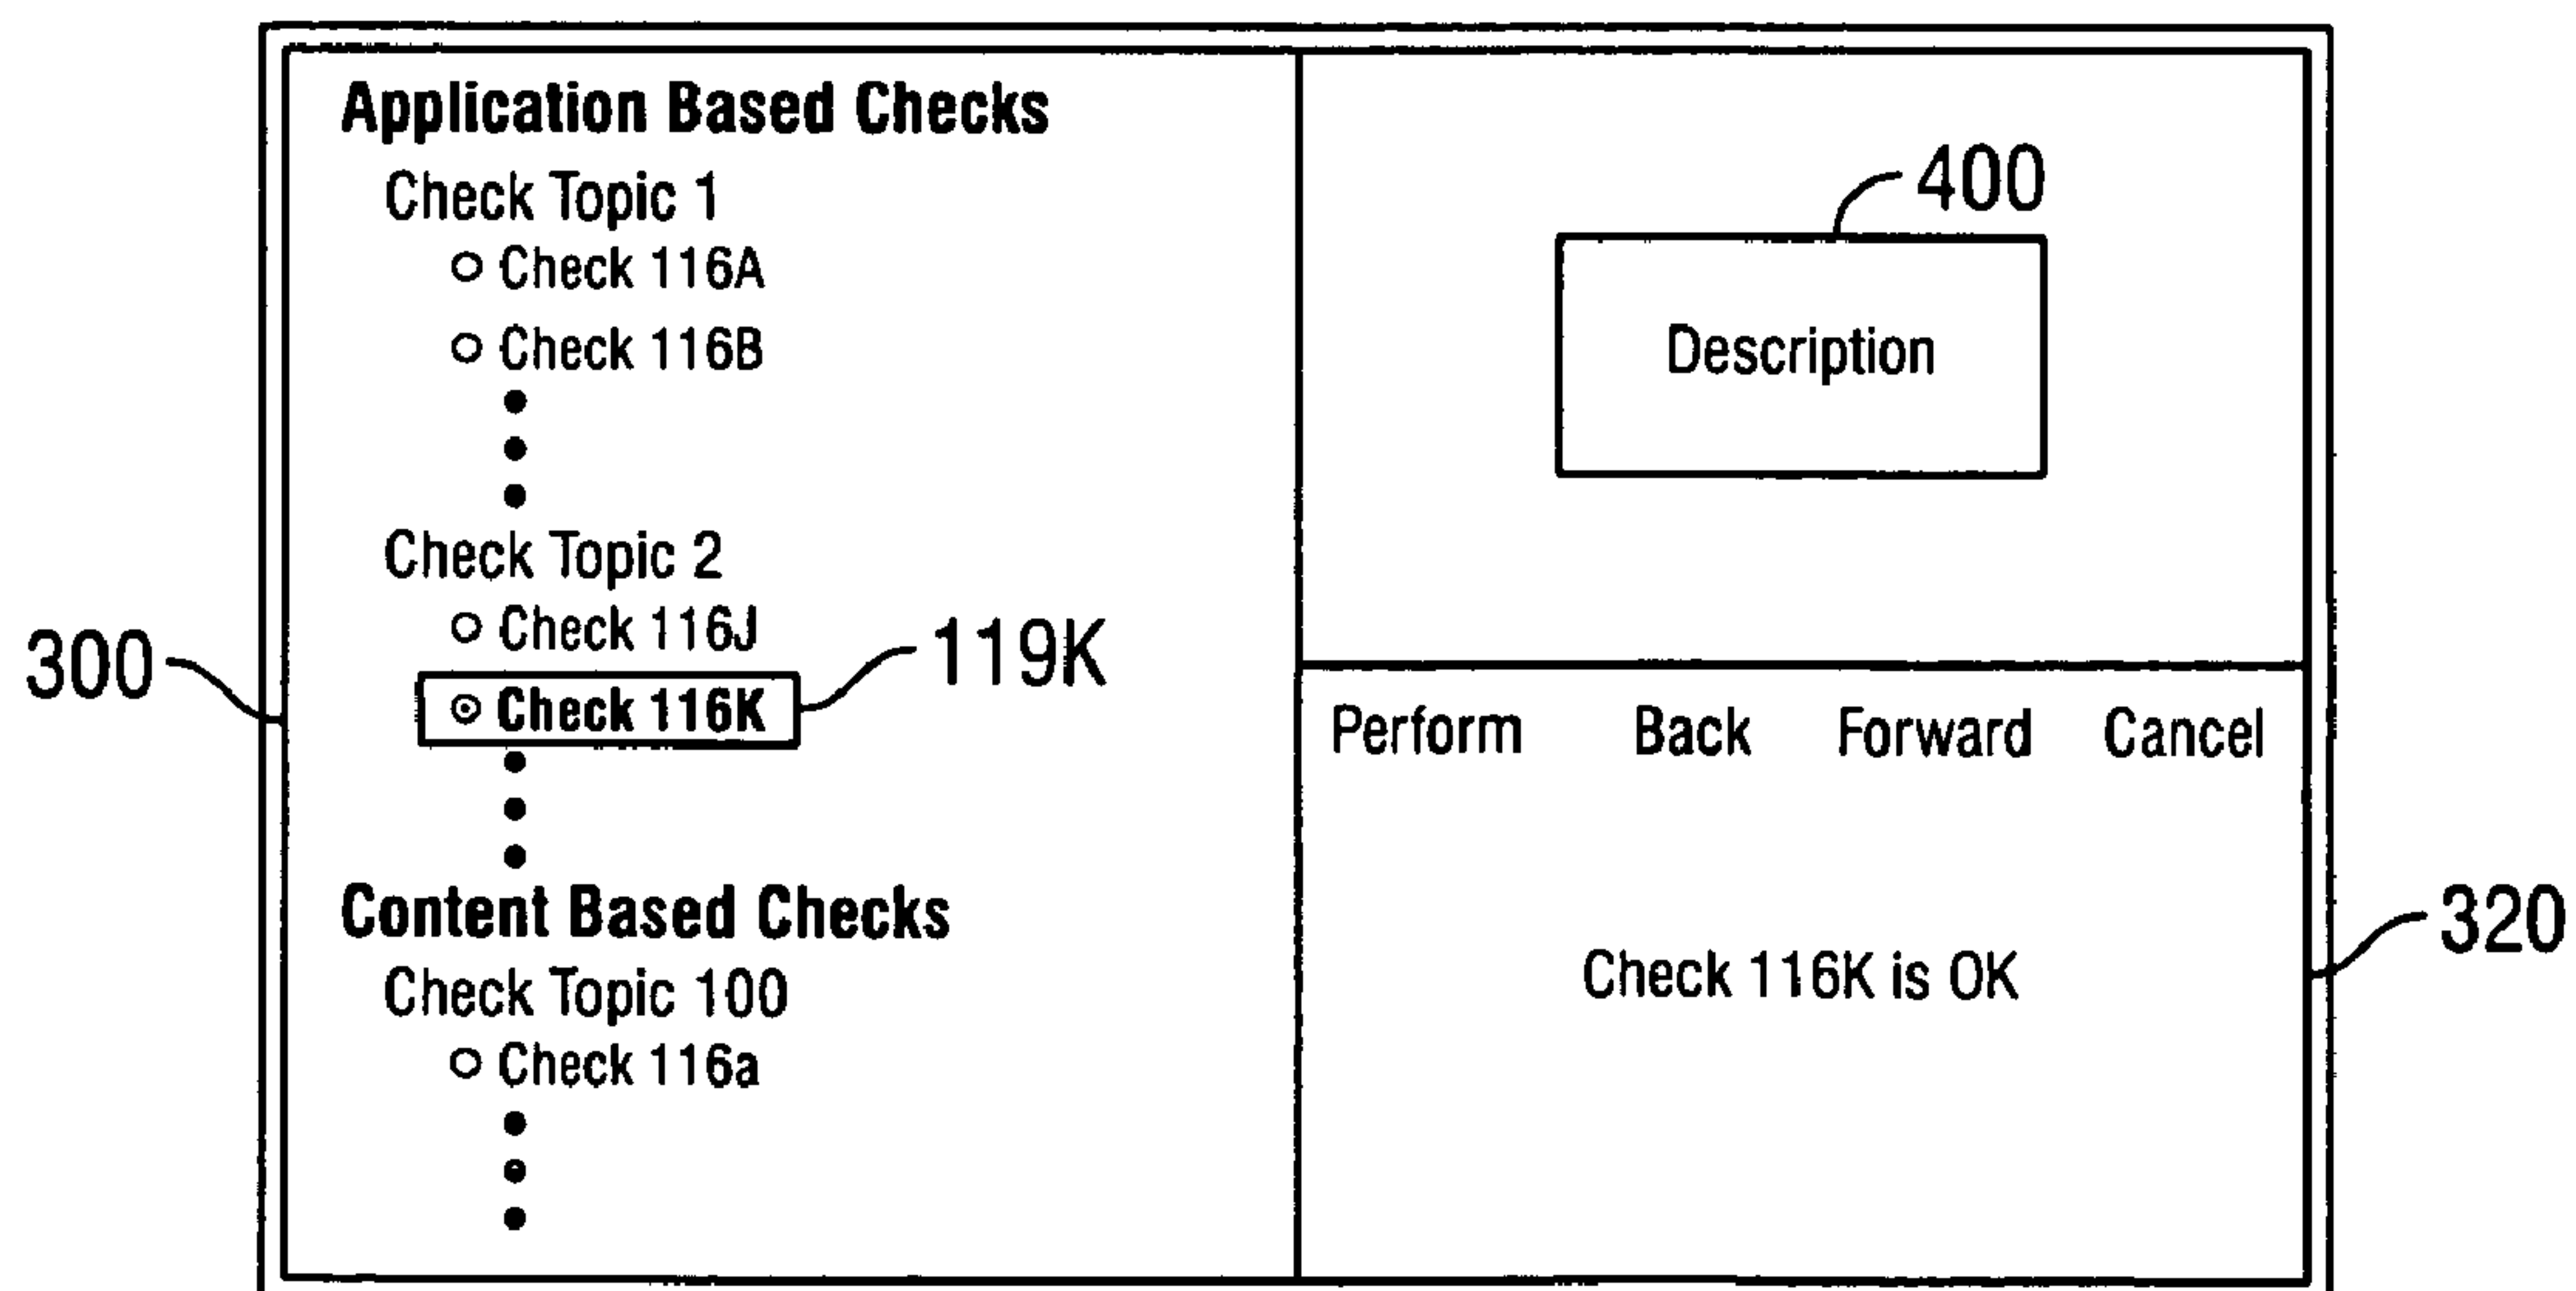 Application Based Checks
Check Topic 1
Check 116A
Check 116B
Check Topic 2
Check 116J
Check 116K
Content Based Checks
Check Topic 100
Check 116a
300
119K
400
Description
Perform Back Forward Cancel
Check 116K is OK
320